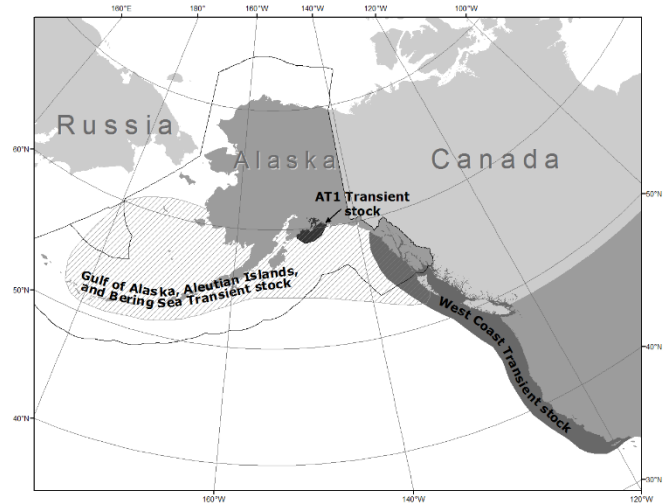 160°E
180°
160°W
140°W
120°W
100°W
Russia
Alaska
Canada
60°N
AT1 Transient
stock
50°N
Gulf of Alaska, Aleutian Islands,
and Bering Sea Transient stock
50°N
West Coast Transient stock
40°N
40°N
30°N
160°W
140°W
120°W